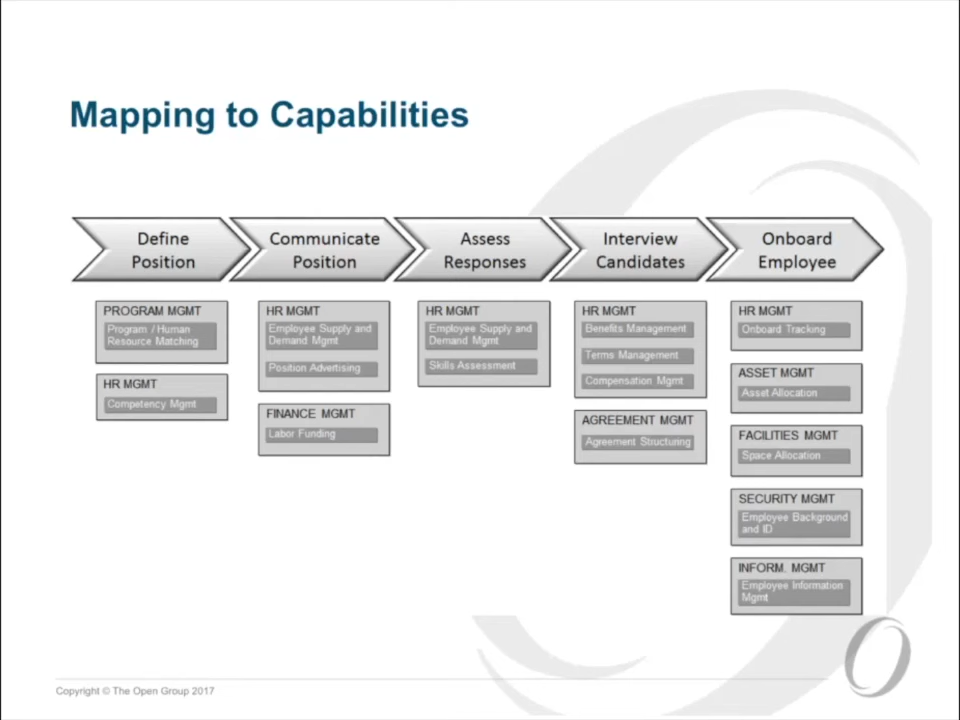 Mapping to Capabilities
Define
Position
Communicate
Position
Assess
Responses
Interview
Candidates
Onboard
Employee
PROGRAM MGMT
Program / Human
Resource Matching
HR MGMT
Competency Mgmt
HR MGMT
Employee Supply and
Demand Mgmt
Position Advertising
FINANCE MGMT
Labor Funding
HR MGMT
Employee Supply and
Demand Mgmt
Skills Assessment
HR MGMT
Benefits Management
Terms Management
Compensation Mgmt
AGREEMENT MGMT
Agreement Structuring
HR MGMT
Onboard Tracking
ASSET MGMT
Asset Allocation
FACILITIES MGMT
Space Allocation
SECURITY MGMT
Employee Background
and ID
INFORM. MGMT
Employee Information
Mgmt
Copyright © The Open Group 2017